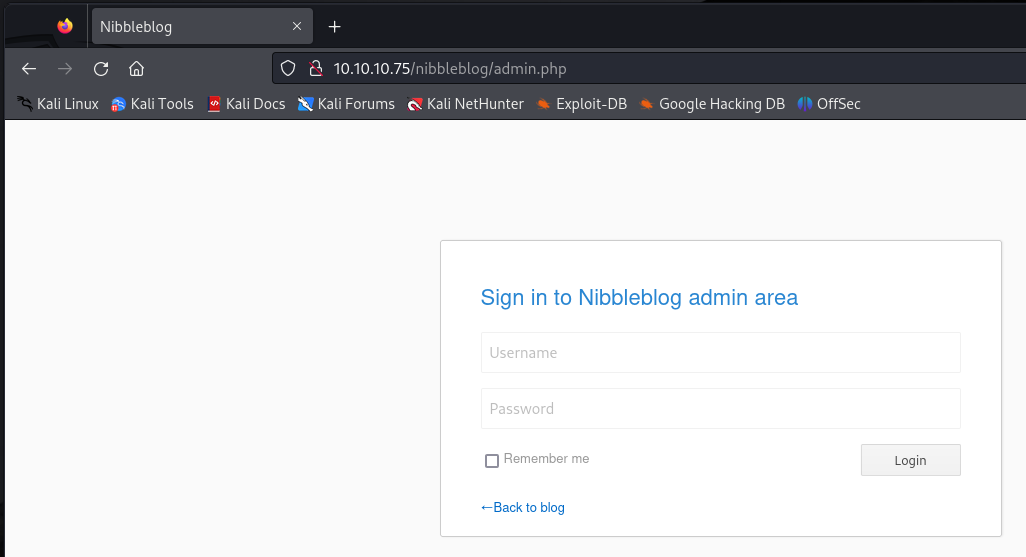 Nibbleblog
10.10.10.75/nibbleblog/admin.php
Kali Linux Kali Tools Kali Docs Kali Forums Kali NetHunter Exploit-DB Google Hacking DB OffSec
Sign in to Nibbleblog admin area
Username
Password
Remember me Login
←Back to blog